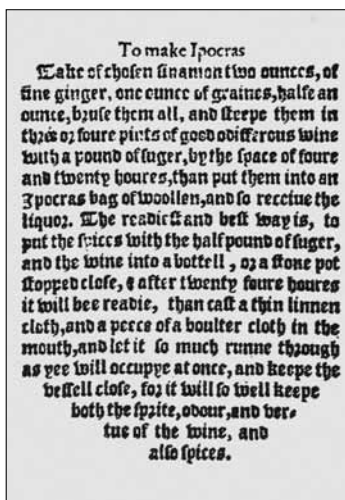 To make Ipocras
Take of chosen sinamon two ounces, of
fine ginger, one ounce of graines, halfe an
ounce, bruse them all, and steepe them in
thrée or foure pints of good odifferous wine
with a pound of suger, by the space of foure
and twenty houres, than put them into an
Ipocras bag of woollen, and so receiue the
liquor. The readiest and best way is, to
put the spices with the half pound of suger,
and the wine into a bottell, or a stone pot
stopped close, & after twenty foure houres
it will bee readie, than cast a thin linnen
cloth, and a peece of a boulter cloth in the
mouth, and let it so much runne through
as yee will occupye at once, and keepe the
vessell close, for it will so well keepe
both the sprite, odour, and ver-
tue of the wine, and
also spices.